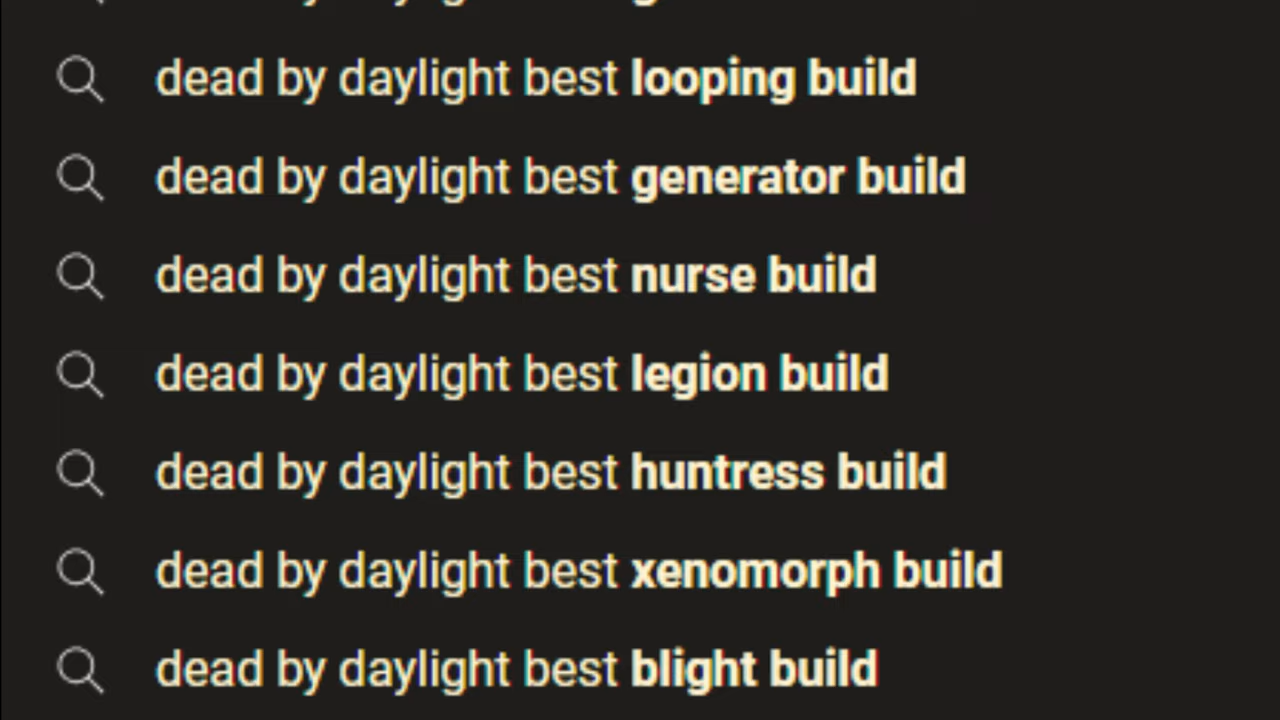 dead by daylight best looping build
dead by daylight best generator build
dead by daylight best nurse build
dead by daylight best legion build
dead by daylight best huntress build
dead by daylight best xenomorph build
dead by daylight best blight build